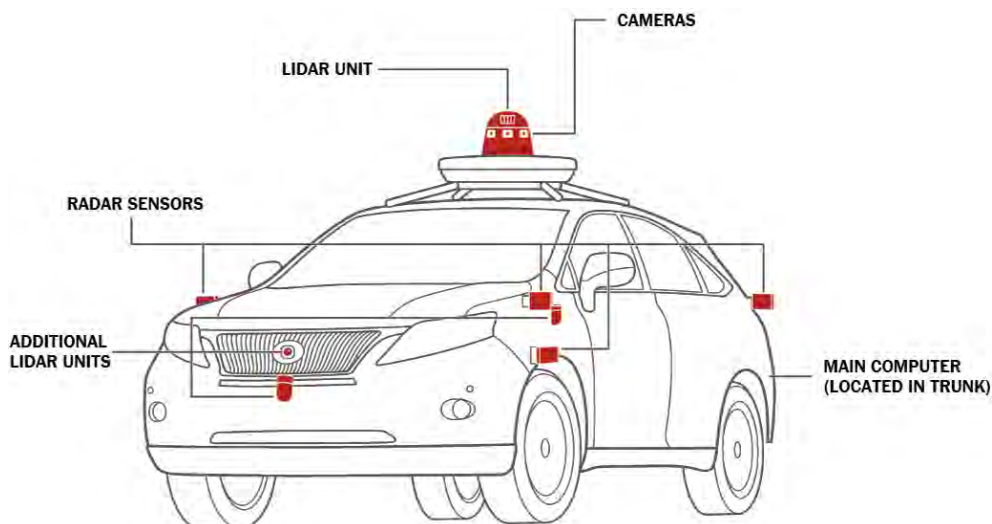 CAMERAS
LIDAR UNIT
RADAR SENSORS
ADDITIONAL
LIDAR UNITS
MAIN COMPUTER
(LOCATED IN TRUNK)